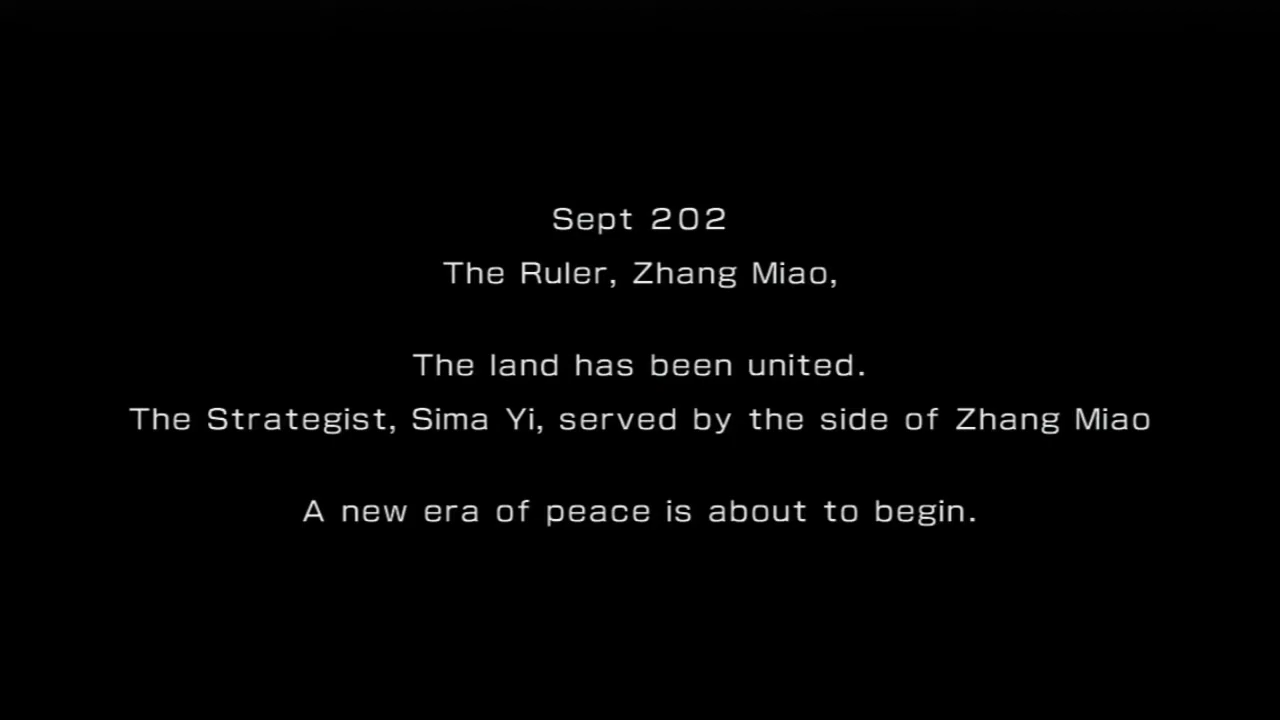 Sept 202
The Ruler, Zhang Miao,
The land has been united.
The Strategist, Sima Yi, served by the side of Zhang Miao
A new era of peace is about to begin.